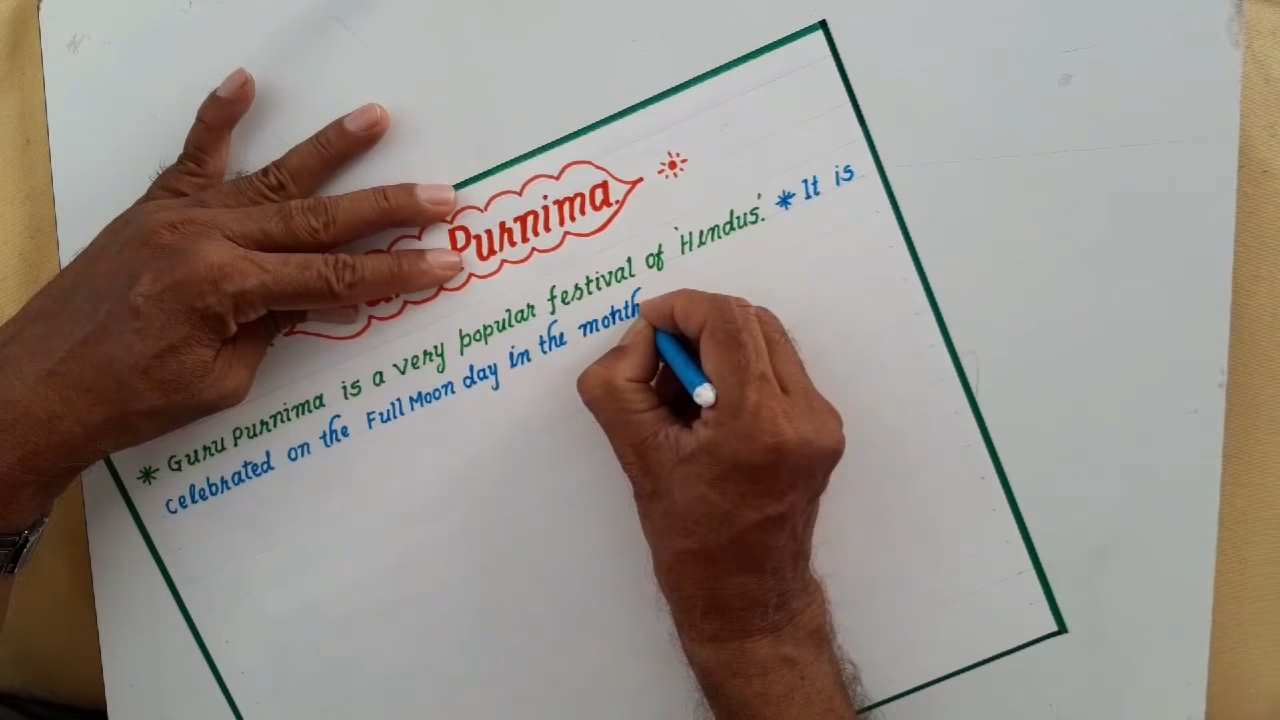 Purnima.
* Guru Purnima is a very popular festival of 'Hindus'. * It is
celebrated on the Full Moon day in the month